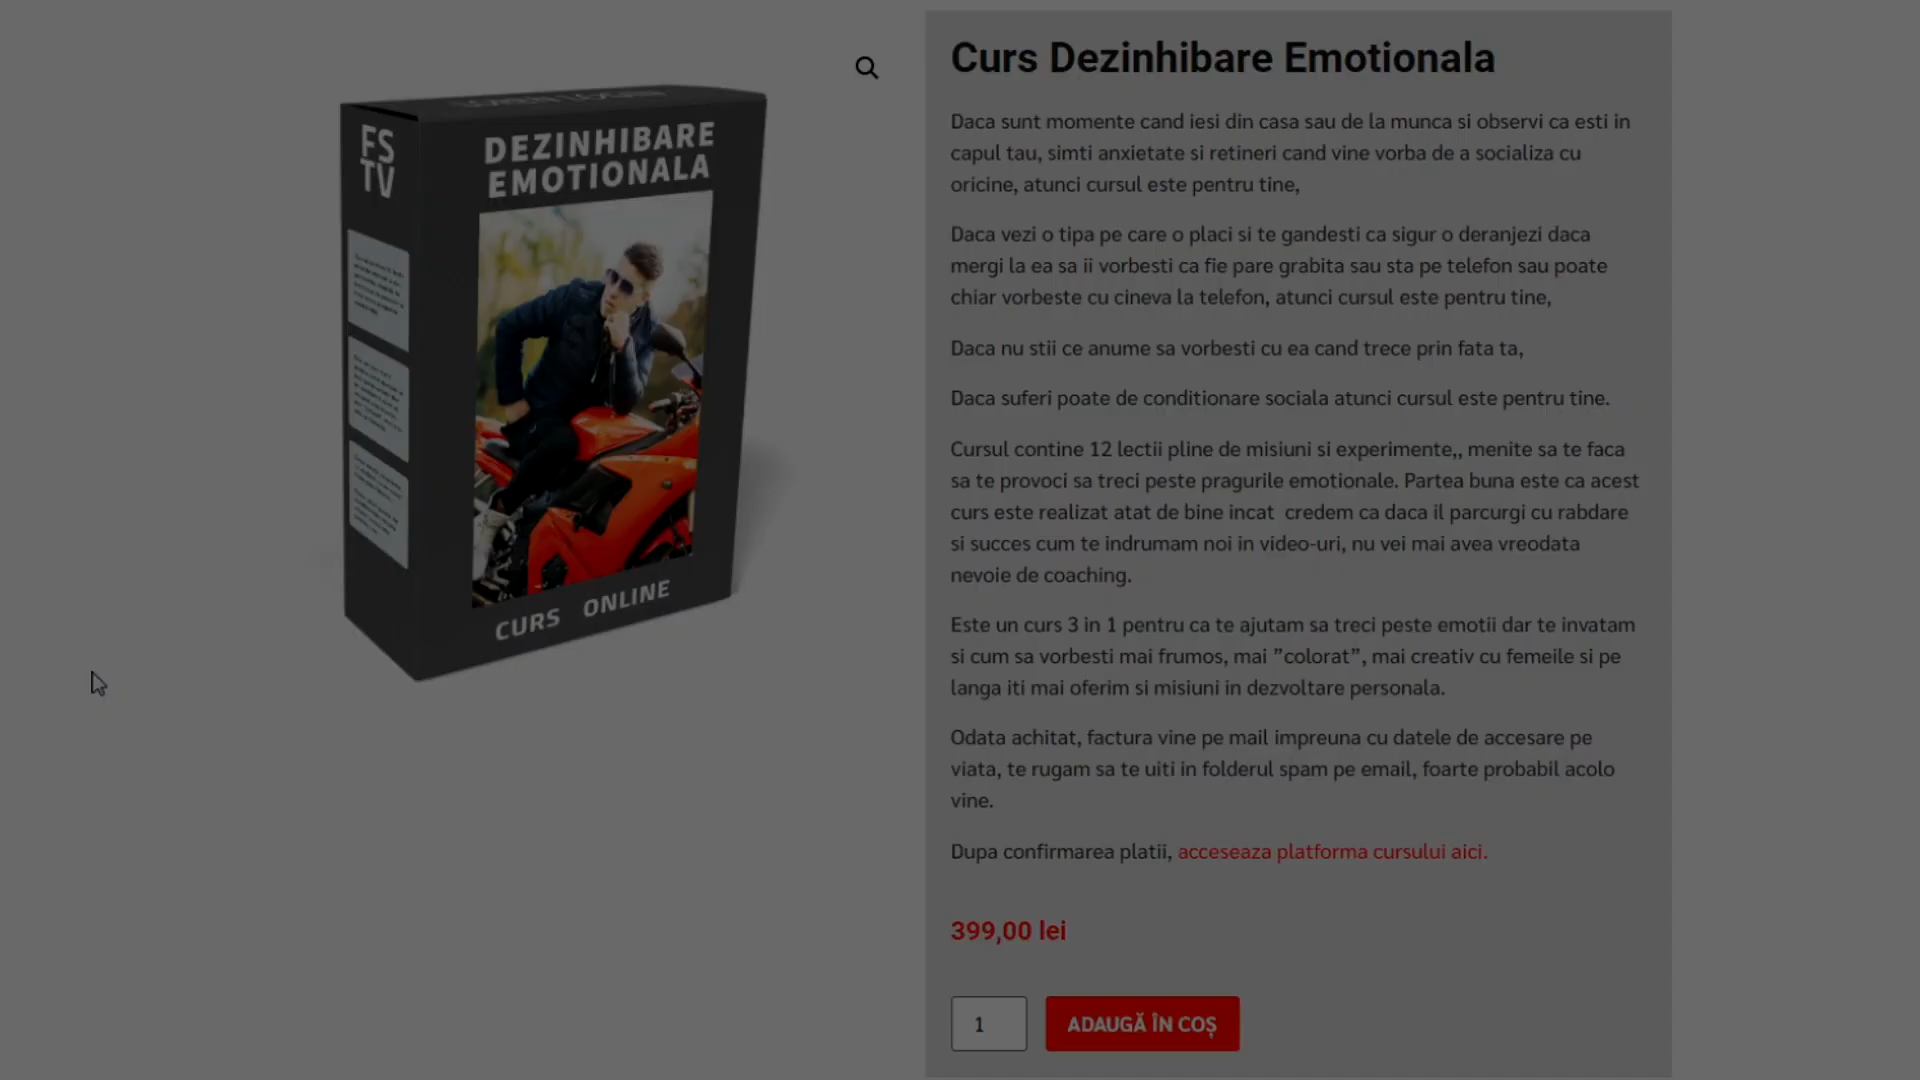 FS
TV
DEZINHIBARE
EMOTIONALA
CURS ONLINE
Curs Dezinhibare Emotionala
Daca sunt momente cand iesi din casa sau de la munca si observi ca esti in
capul tau, simti anxietate si retineri cand vine vorba de a socializa cu
oricine, atunci cursul este pentru tine,
Daca vezi o tipa pe care o placi si te gandesti ca sigur o deranjezi daca
mergi la ea sa ii vorbesti ca fie pare grabita sau sta pe telefon sau poate
chiar vorbeste cu cineva la telefon, atunci cursul este pentru tine,
Daca nu stii ce anume sa vorbesti cu ea cand trece prin fata ta,
Daca suferi poate de conditionare sociala atunci cursul este pentru tine.
Cursul contine 12 lectii pline de misiuni si experimente,, menite sa te faca
sa te provoci sa treci peste pragurile emotionale. Partea buna este ca acest
curs este realizat atat de bine incat  credem ca daca il parcurgi cu rabdare
si succes cum te indrumam noi in video-uri, nu vei mai avea vreodata
nevoie de coaching.
Este un curs 3 in 1 pentru ca te ajutam sa treci peste emotii dar te invatam
si cum sa vorbesti mai frumos, mai ”colorat”, mai creativ cu femeile si pe
langa iti mai oferim si misiuni in dezvoltare personala.
Odata achitat, factura vine pe mail impreuna cu datele de accesare pe
viata, te rugam sa te uiti in folderul spam pe email, foarte probabil acolo
vine.
Dupa confirmarea platii, acceseaza platforma cursului aici.
399,00 lei
1
ADAUGĂ ÎN COȘ